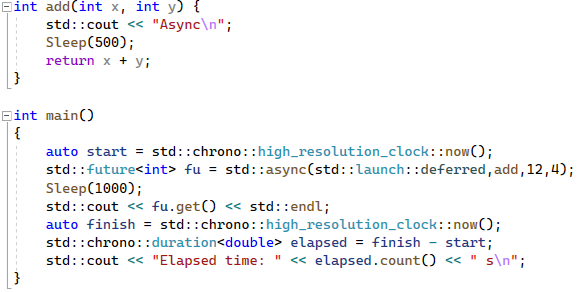 int add(int x, int y) {
    std::cout << "Async\n";
    Sleep(500);
    return x + y;
}
int main()
{
    auto start = std::chrono::high_resolution_clock::now();
    std::future<int> fu = std::async(std::launch::deferred,add,12,4);
    Sleep(1000);
    std::cout << fu.get() << std::endl;
    auto finish = std::chrono::high_resolution_clock::now();
    std::chrono::duration<double> elapsed = finish - start;
    std::cout << "Elapsed time: " << elapsed.count() << " s\n";
}